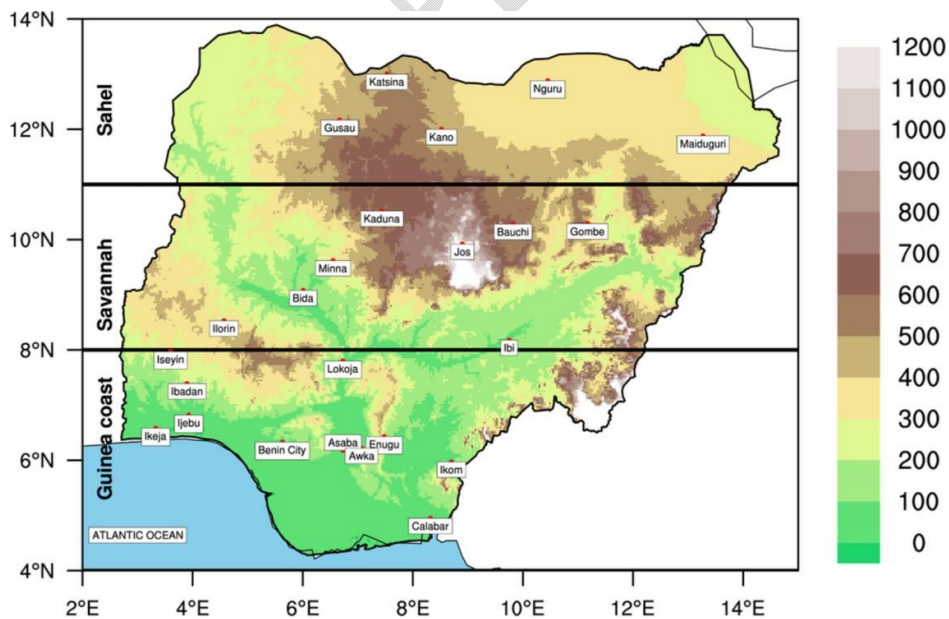 14°N
12°N
10°N
8°N
6°N
4°N
2°E
4°E
6°E
8°E
10°E
12°E
14°E
Sahel
Savannah
Guinea coast
Katsina
Nguru
Gusau
Kano
Maiduguri
Kaduna
Bauchi
Gombe
Jos
Minna
Bida
Ilorin
Ibi
Iseyin
Lokoja
Ibadan
Ijebu
Ikeja
Benin City
Asaba
Enugu
Awka
Ikom
Calabar
ATLANTIC OCEAN
1200
1100
1000
900
800
700
600
500
400
300
200
100
0